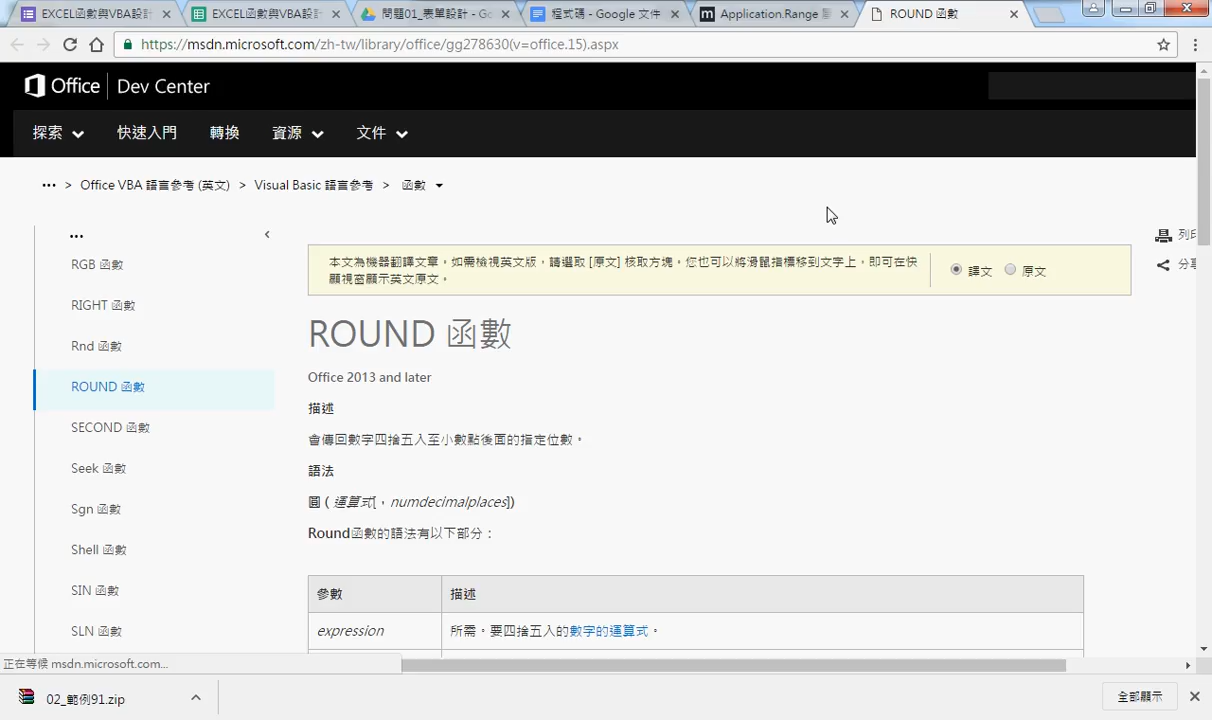 EXCEL函數與VBA設計
EXCEL函數與VBA設計
問題01_表單設計 - Go
程式碼 - Google 文件
Application.Range
ROUND 函數
https://msdn.microsoft.com/zh-tw/library/office/gg278630(v=office.15).aspx
Office Dev Center
探索 快速入門 轉換 資源 文件
··· > Office VBA 語言參考 (英文) > Visual Basic 語言參考 > 函數
···
RGB 函數
RIGHT 函數
Rnd 函數
ROUND 函數
SECOND 函數
Seek 函數
Sgn 函數
Shell 函數
SIN 函數
SLN 函數
列印
分享
本文為機器翻譯文章。如需檢視英文版，請選取 [原文] 核取方塊。您也可以將滑鼠指標移到文字上，即可在快
顯視窗顯示英文原文。
譯文 原文
ROUND 函數
Office 2013 and later
描述
會傳回數字四捨五入至小數點後面的指定位數。
語法
圓 ( 運算式[，numdecimalplaces])
Round函數的語法有以下部分：
參數 描述
expression 所需。要四捨五入的數字的運算式。
正在等候 msdn.microsoft.com...
02_範例91.zip
全部顯示